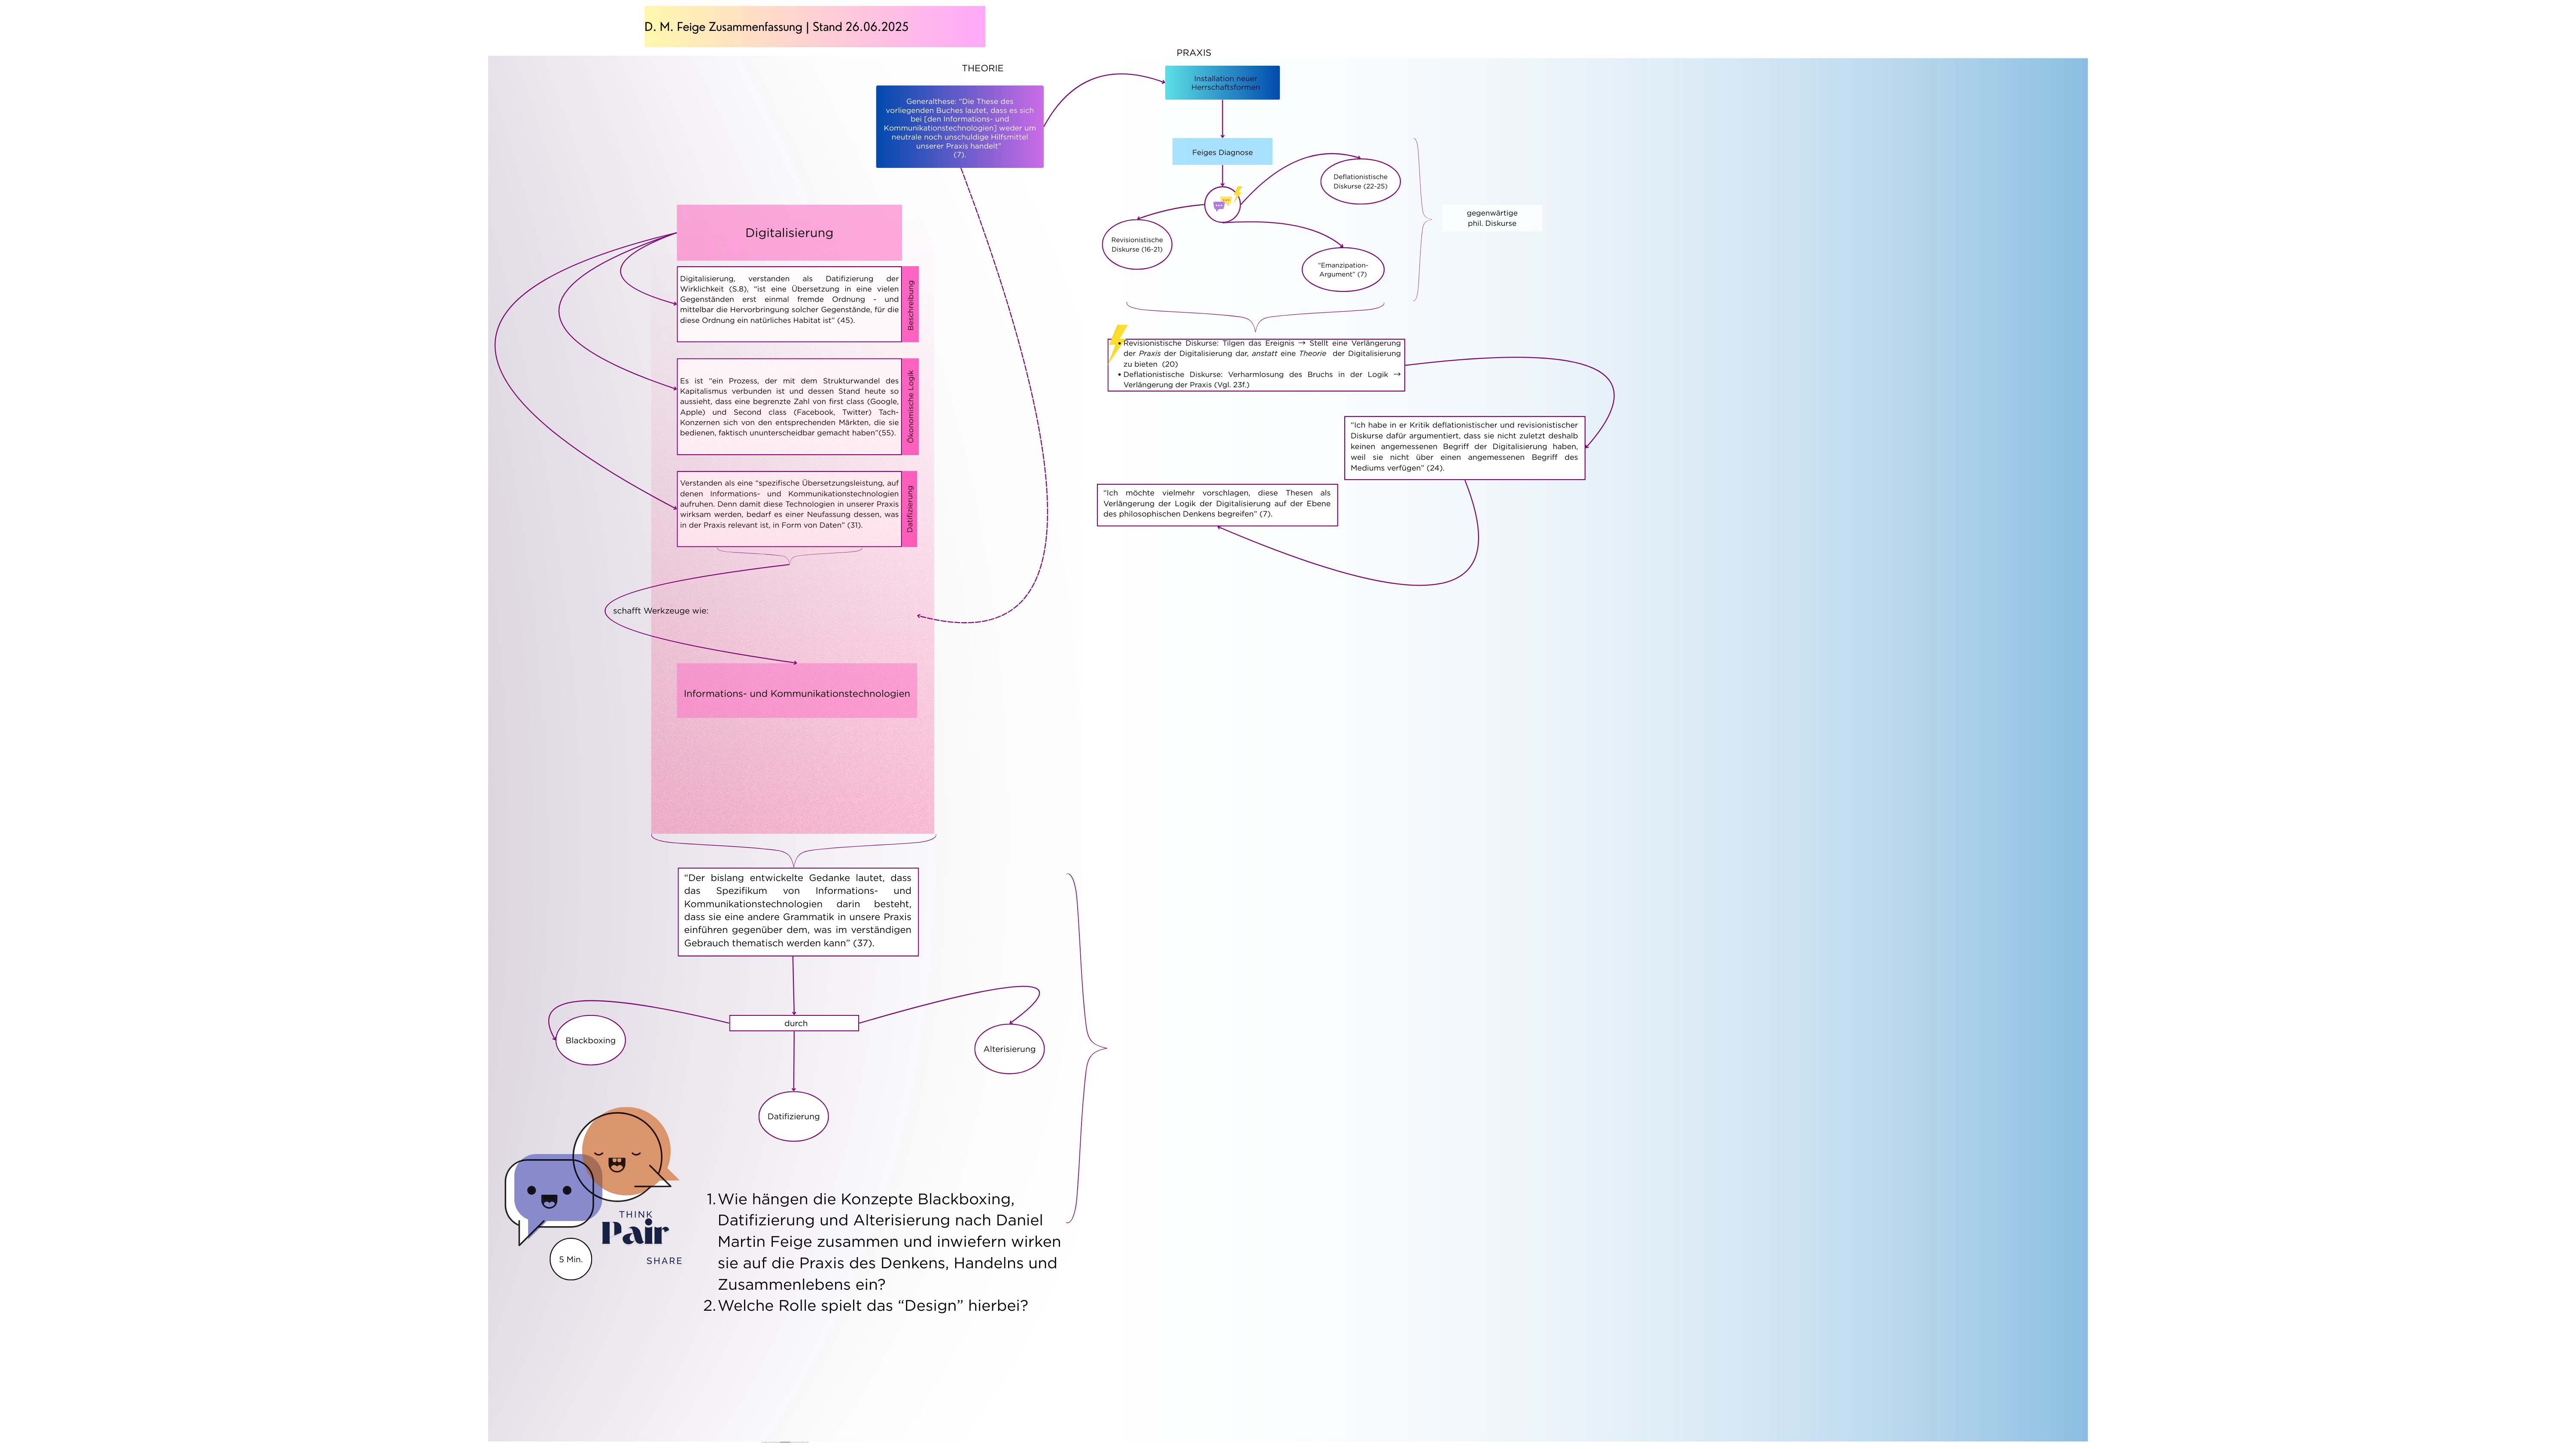 D. M. Feige Zusammenfassung | Stand 26.06.2025
THEORIE
Generalthese: “Die These des
vorliegenden Buches lautet, dass es sich
bei [den Informations- und
Kommunikationstechnologien] weder um
neutrale noch unschuldige Hilfsmittel
unserer Praxis handelt”
(7).
Digitalisierung
Digitalisierung, verstanden als Datifizierung der
Wirklichkeit (S.8), “ist eine Übersetzung in eine vielen
Gegenständen erst einmal fremde Ordnung - und
mittelbar die Hervorbringung solcher Gegenstände, für die
diese Ordnung ein natürliches Habitat ist” (45).
Beschreibung
Es ist “ein Prozess, der mit dem Strukturwandel des
Kapitalismus verbunden ist und dessen Stand heute so
aussieht, dass eine begrenzte Zahl von first class (Google,
Apple) und Second class (Facebook, Twitter) Tach-
Konzernen sich von den entsprechenden Märkten, die sie
bedienen, faktisch ununterscheidbar gemacht haben”(55).
Ökonomische Logik
Verstanden als eine “spezifische Übersetzungsleistung, auf
denen Informations- und Kommunikationstechnologien
aufruhen. Denn damit diese Technologien in unserer Praxis
wirksam werden, bedarf es einer Neufassung dessen, was
in der Praxis relevant ist, in Form von Daten” (31).
Datifizierung
schafft Werkzeuge wie:
Informations- und Kommunikationstechnologien
“Der bislang entwickelte Gedanke lautet, dass
das Spezifikum von Informations- und
Kommunikationstechnologien darin besteht,
dass sie eine andere Grammatik in unsere Praxis
einführen gegenüber dem, was im verständigen
Gebrauch thematisch werden kann” (37).
durch
Blackboxing
Alterisierung
Datifizierung
THINK
Pair
SHARE
5 Min.
1. Wie hängen die Konzepte Blackboxing,
Datifizierung und Alterisierung nach Daniel
Martin Feige zusammen und inwiefern wirken
sie auf die Praxis des Denkens, Handelns und
Zusammenlebens ein?
2. Welche Rolle spielt das “Design” hierbei?
PRAXIS
Installation neuer
Herrschaftsformen
Feiges Diagnose
Deflationistische
Diskurse (22-25)
Revisionistische
Diskurse (16-21)
“Emanzipation-
Argument” (7)
gegenwärtige
phil. Diskurse
• Revisionistische Diskurse: Tilgen das Ereignis → Stellt eine Verlängerung
der Praxis der Digitalisierung dar, anstatt eine Theorie der Digitalisierung
zu bieten (20)
• Deflationistische Diskurse: Verharmlosung des Bruchs in der Logik →
Verlängerung der Praxis (Vgl. 23f.)
“Ich habe in er Kritik deflationistischer und revisionistischer
Diskurse dafür argumentiert, dass sie nicht zuletzt deshalb
keinen angemessenen Begriff der Digitalisierung haben,
weil sie nicht über einen angemessenen Begriff des
Mediums verfügen” (24).
“Ich möchte vielmehr vorschlagen, diese Thesen als
Verlängerung der Logik der Digitalisierung auf der Ebene
des philosophischen Denkens begreifen” (7).